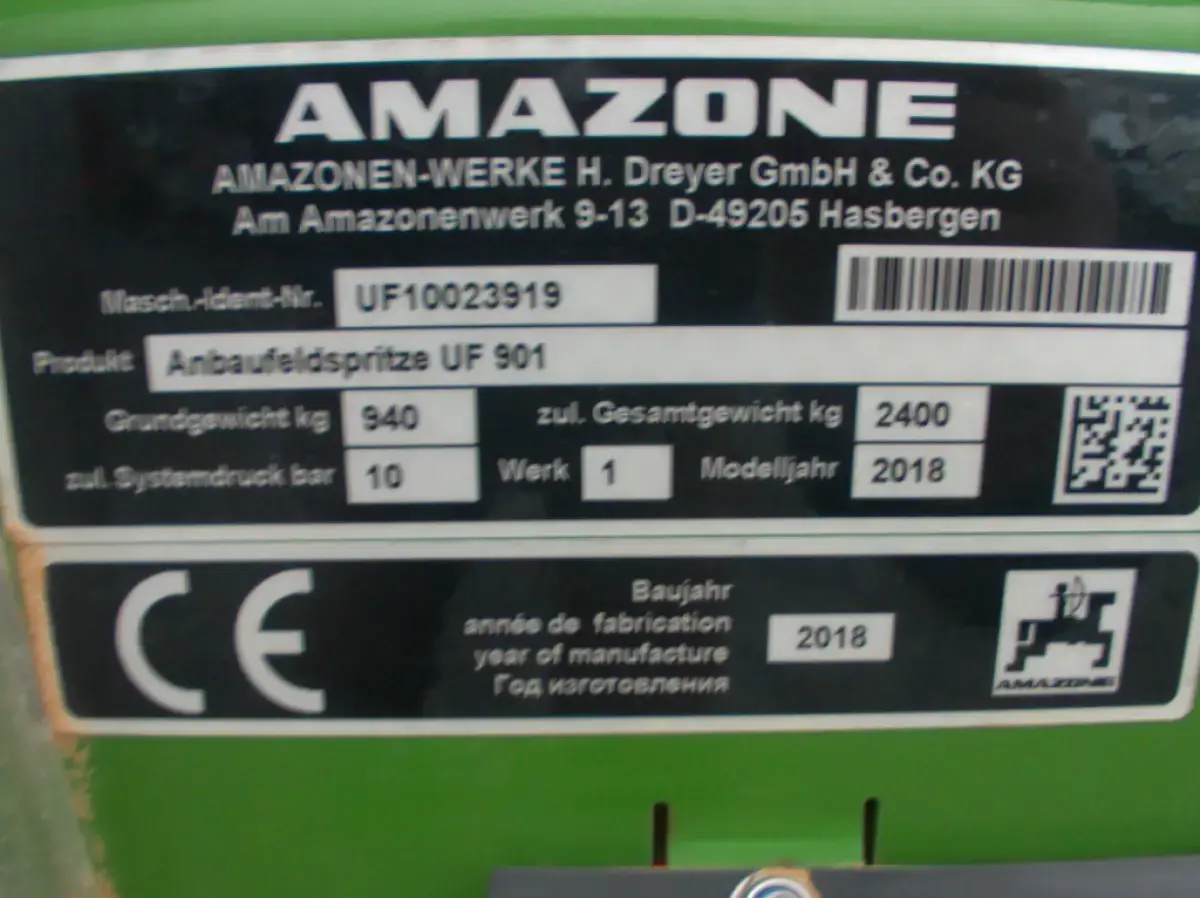 AMAZONE
AMAZONEN-WERKE H. Dreyer GmbH & Co. KG
Am Amazonenwerk 9-13 D-49205 Hasbergen
Masch.-Ident-Nr. UF10023919
Produkt Anbaufeldspritze UF 901
Grundgewicht kg 940 zul. Gesamtgewicht kg 2400
zul. Systemdruck bar 10 Werk 1 Modelljahr 2018
CE
Baujahr
année de fabrication
year of manufacture
Год изготовления
2018
AMAZONE